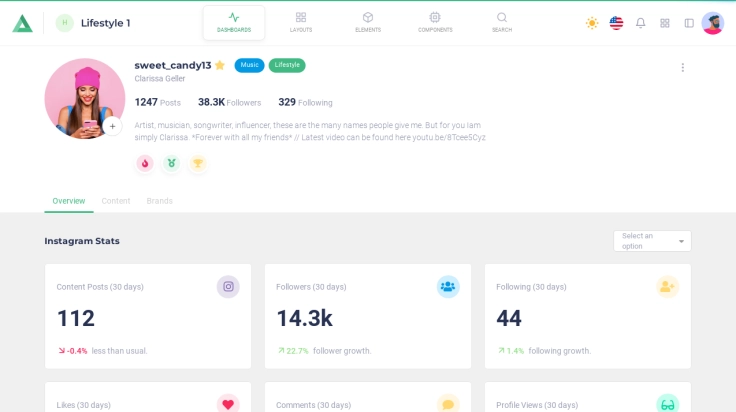 H Lifestyle 1
DASHBOARDS LAYOUTS ELEMENTS COMPONENTS SEARCH
sweet_candy13 Music Lifestyle
Clarissa Geller
1247 Posts 38.3K Followers 329 Following
Artist, musician, songwriter, influencer, these are the many names people give me. But for you Iam
simply Clarissa. *Forever with all my friends* // Latest video can be found here youtu.be/8Tcee5Cyz.
Overview Content Brands
Instagram Stats
Select an
option
Content Posts (30 days) Followers (30 days) Following (30 days)
112 14.3k 44
-0.4% less than usual. 22.7% follower growth. 1.4% following growth.
Likes (30 days) Comments (30 days) Profile Views (30 days)